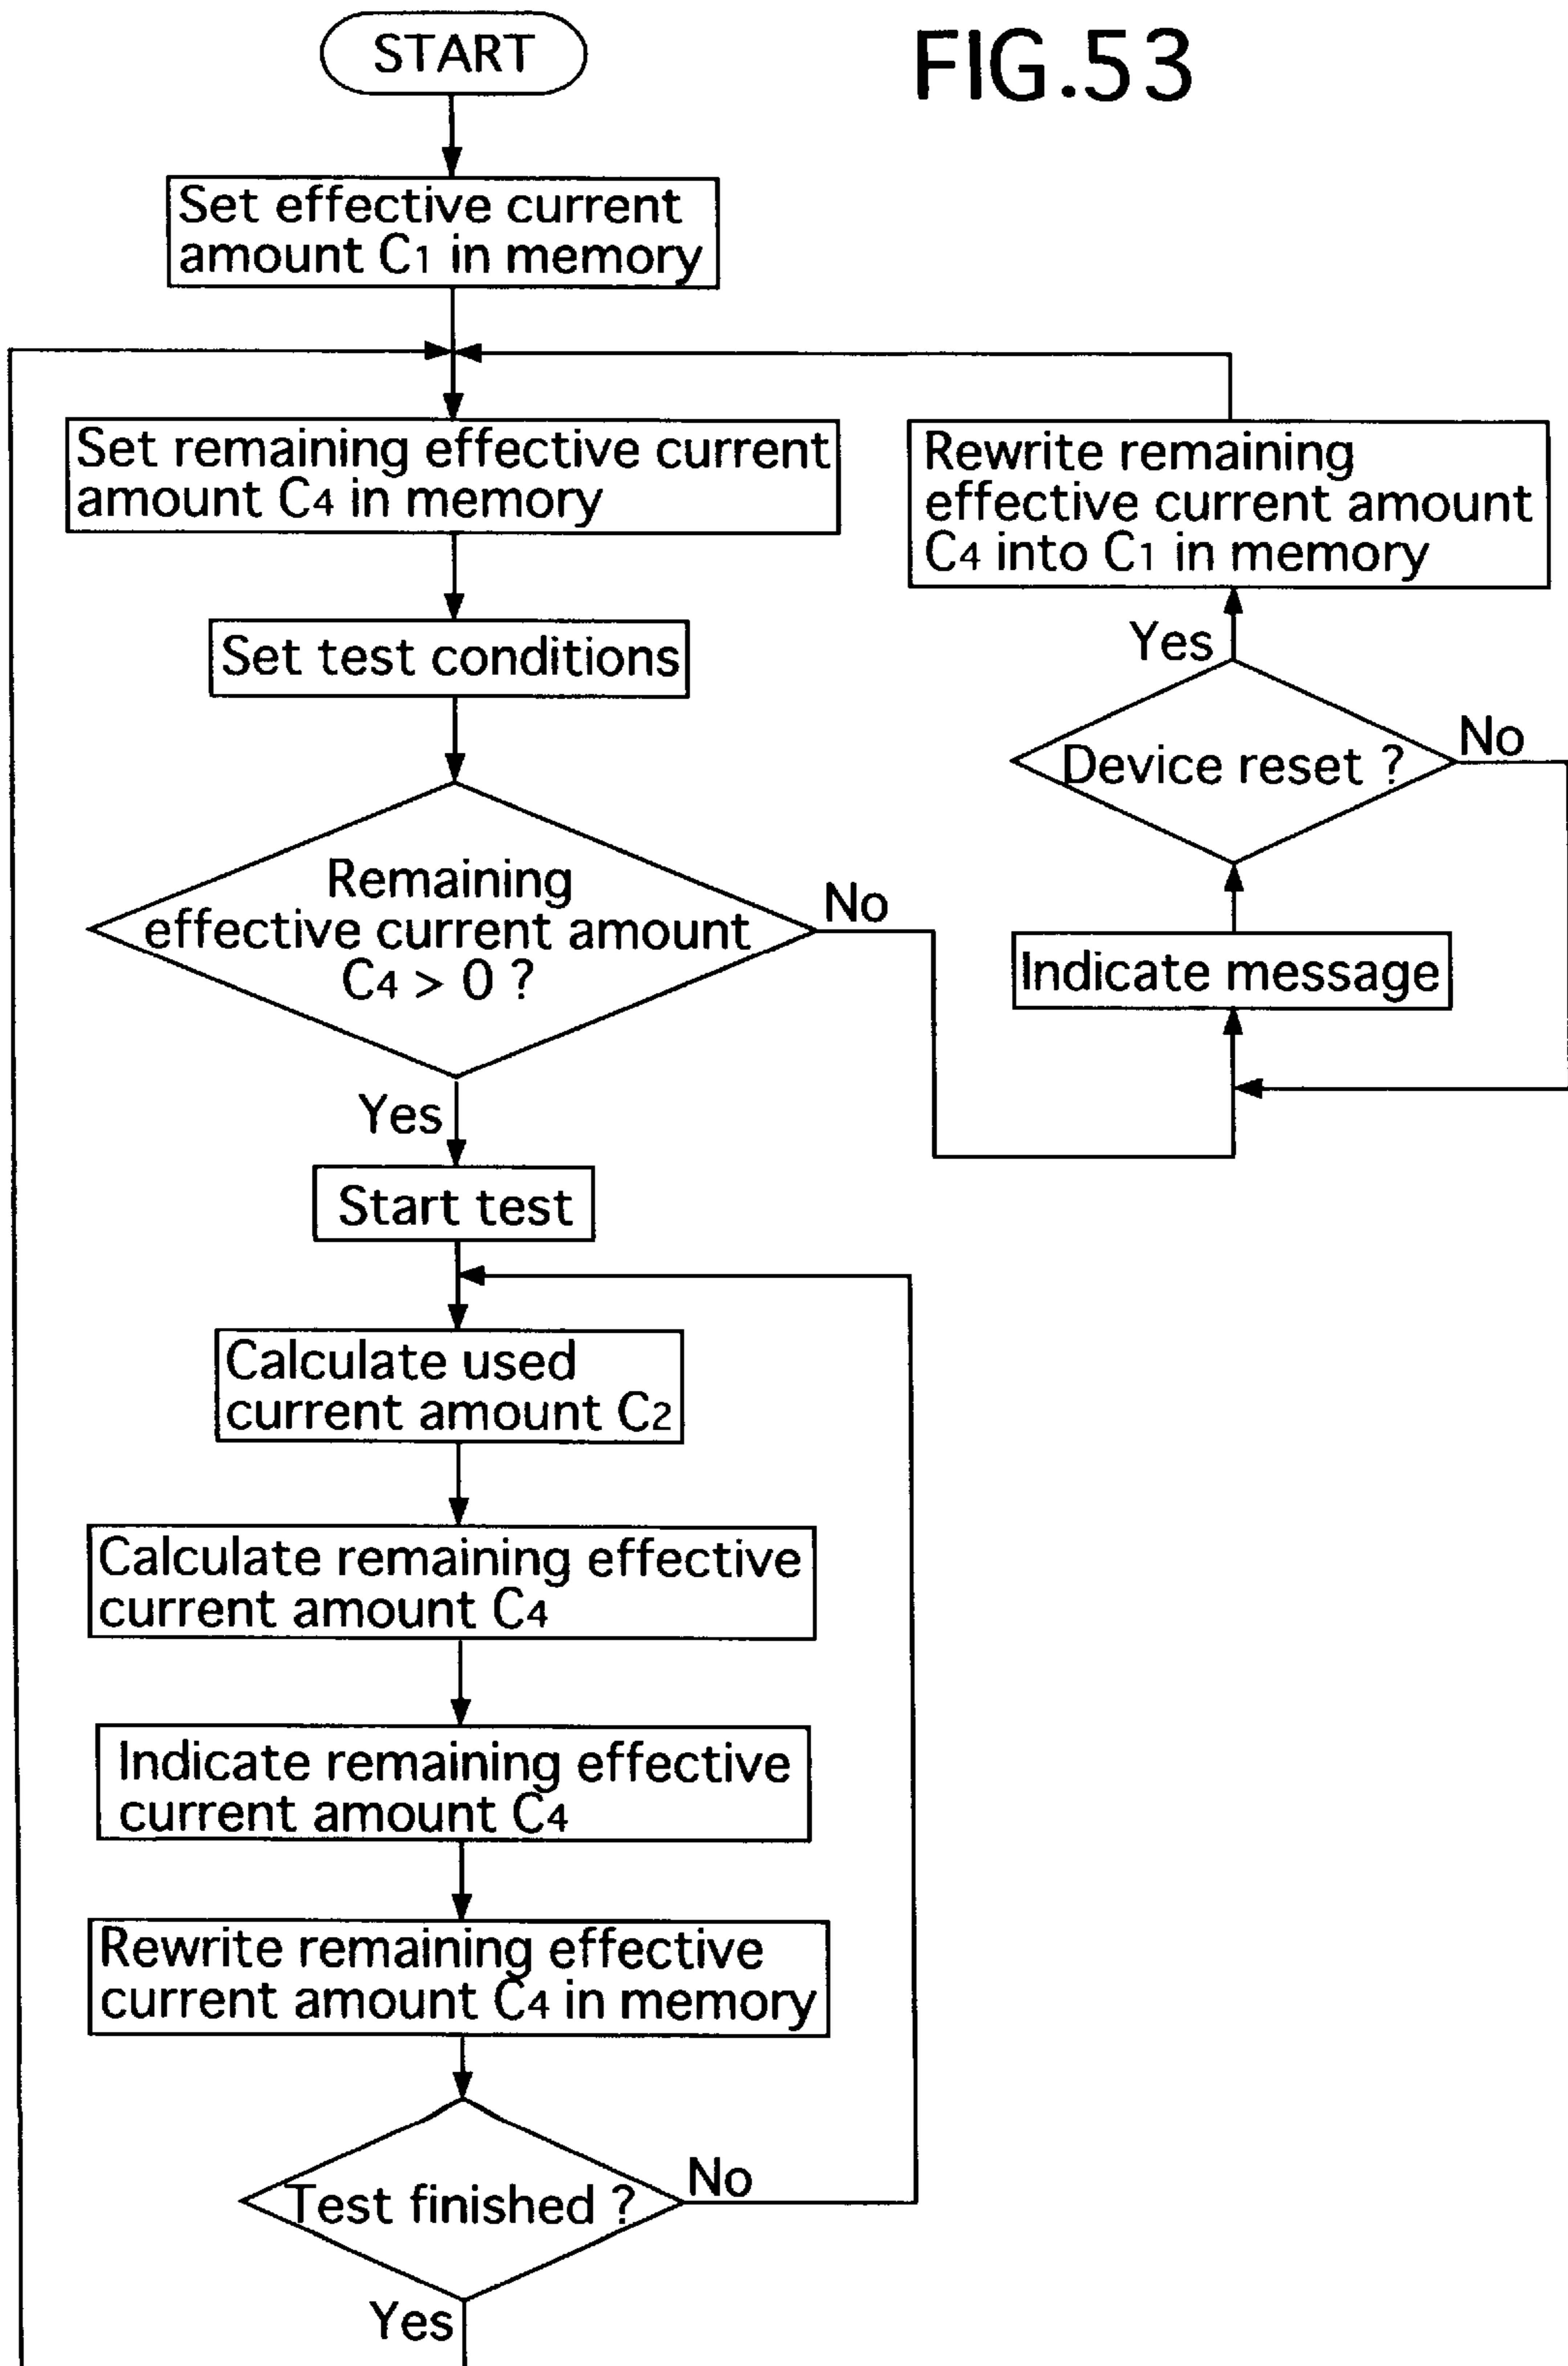 START
FIG.53
Set effective current
amount C1 in memory
Set remaining effective current
amount C4 in memory
Rewrite remaining
effective current amount
C4 into C1 in memory
Set test conditions
Yes
Device reset ?
No
Remaining
effective current amount
C4 > 0 ?
No
Indicate message
Yes
Start test
Calculate used
current amount C2
Calculate remaining effective
current amount C4
Indicate remaining effective
current amount C4
Rewrite remaining effective
current amount C4 in memory
Test finished ?
No
Yes